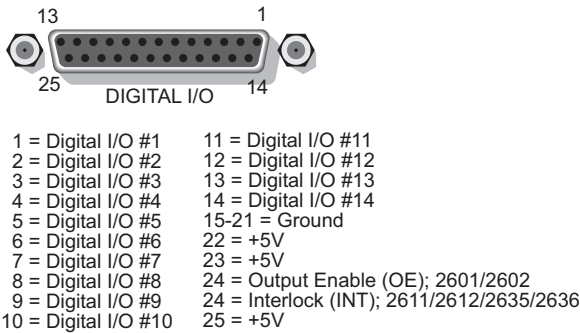 13 1
25 14
DIGITAL I/O
1 = Digital I/O #1
2 = Digital I/O #2
3 = Digital I/O #3
4 = Digital I/O #4
5 = Digital I/O #5
6 = Digital I/O #6
7 = Digital I/O #7
8 = Digital I/O #8
9 = Digital I/O #9
10 = Digital I/O #10
11 = Digital I/O #11
12 = Digital I/O #12
13 = Digital I/O #13
14 = Digital I/O #14
15-21 = Ground
22 = +5V
23 = +5V
24 = Output Enable (OE); 2601/2602
24 = Interlock (INT); 2611/2612/2635/2636
25 = +5V